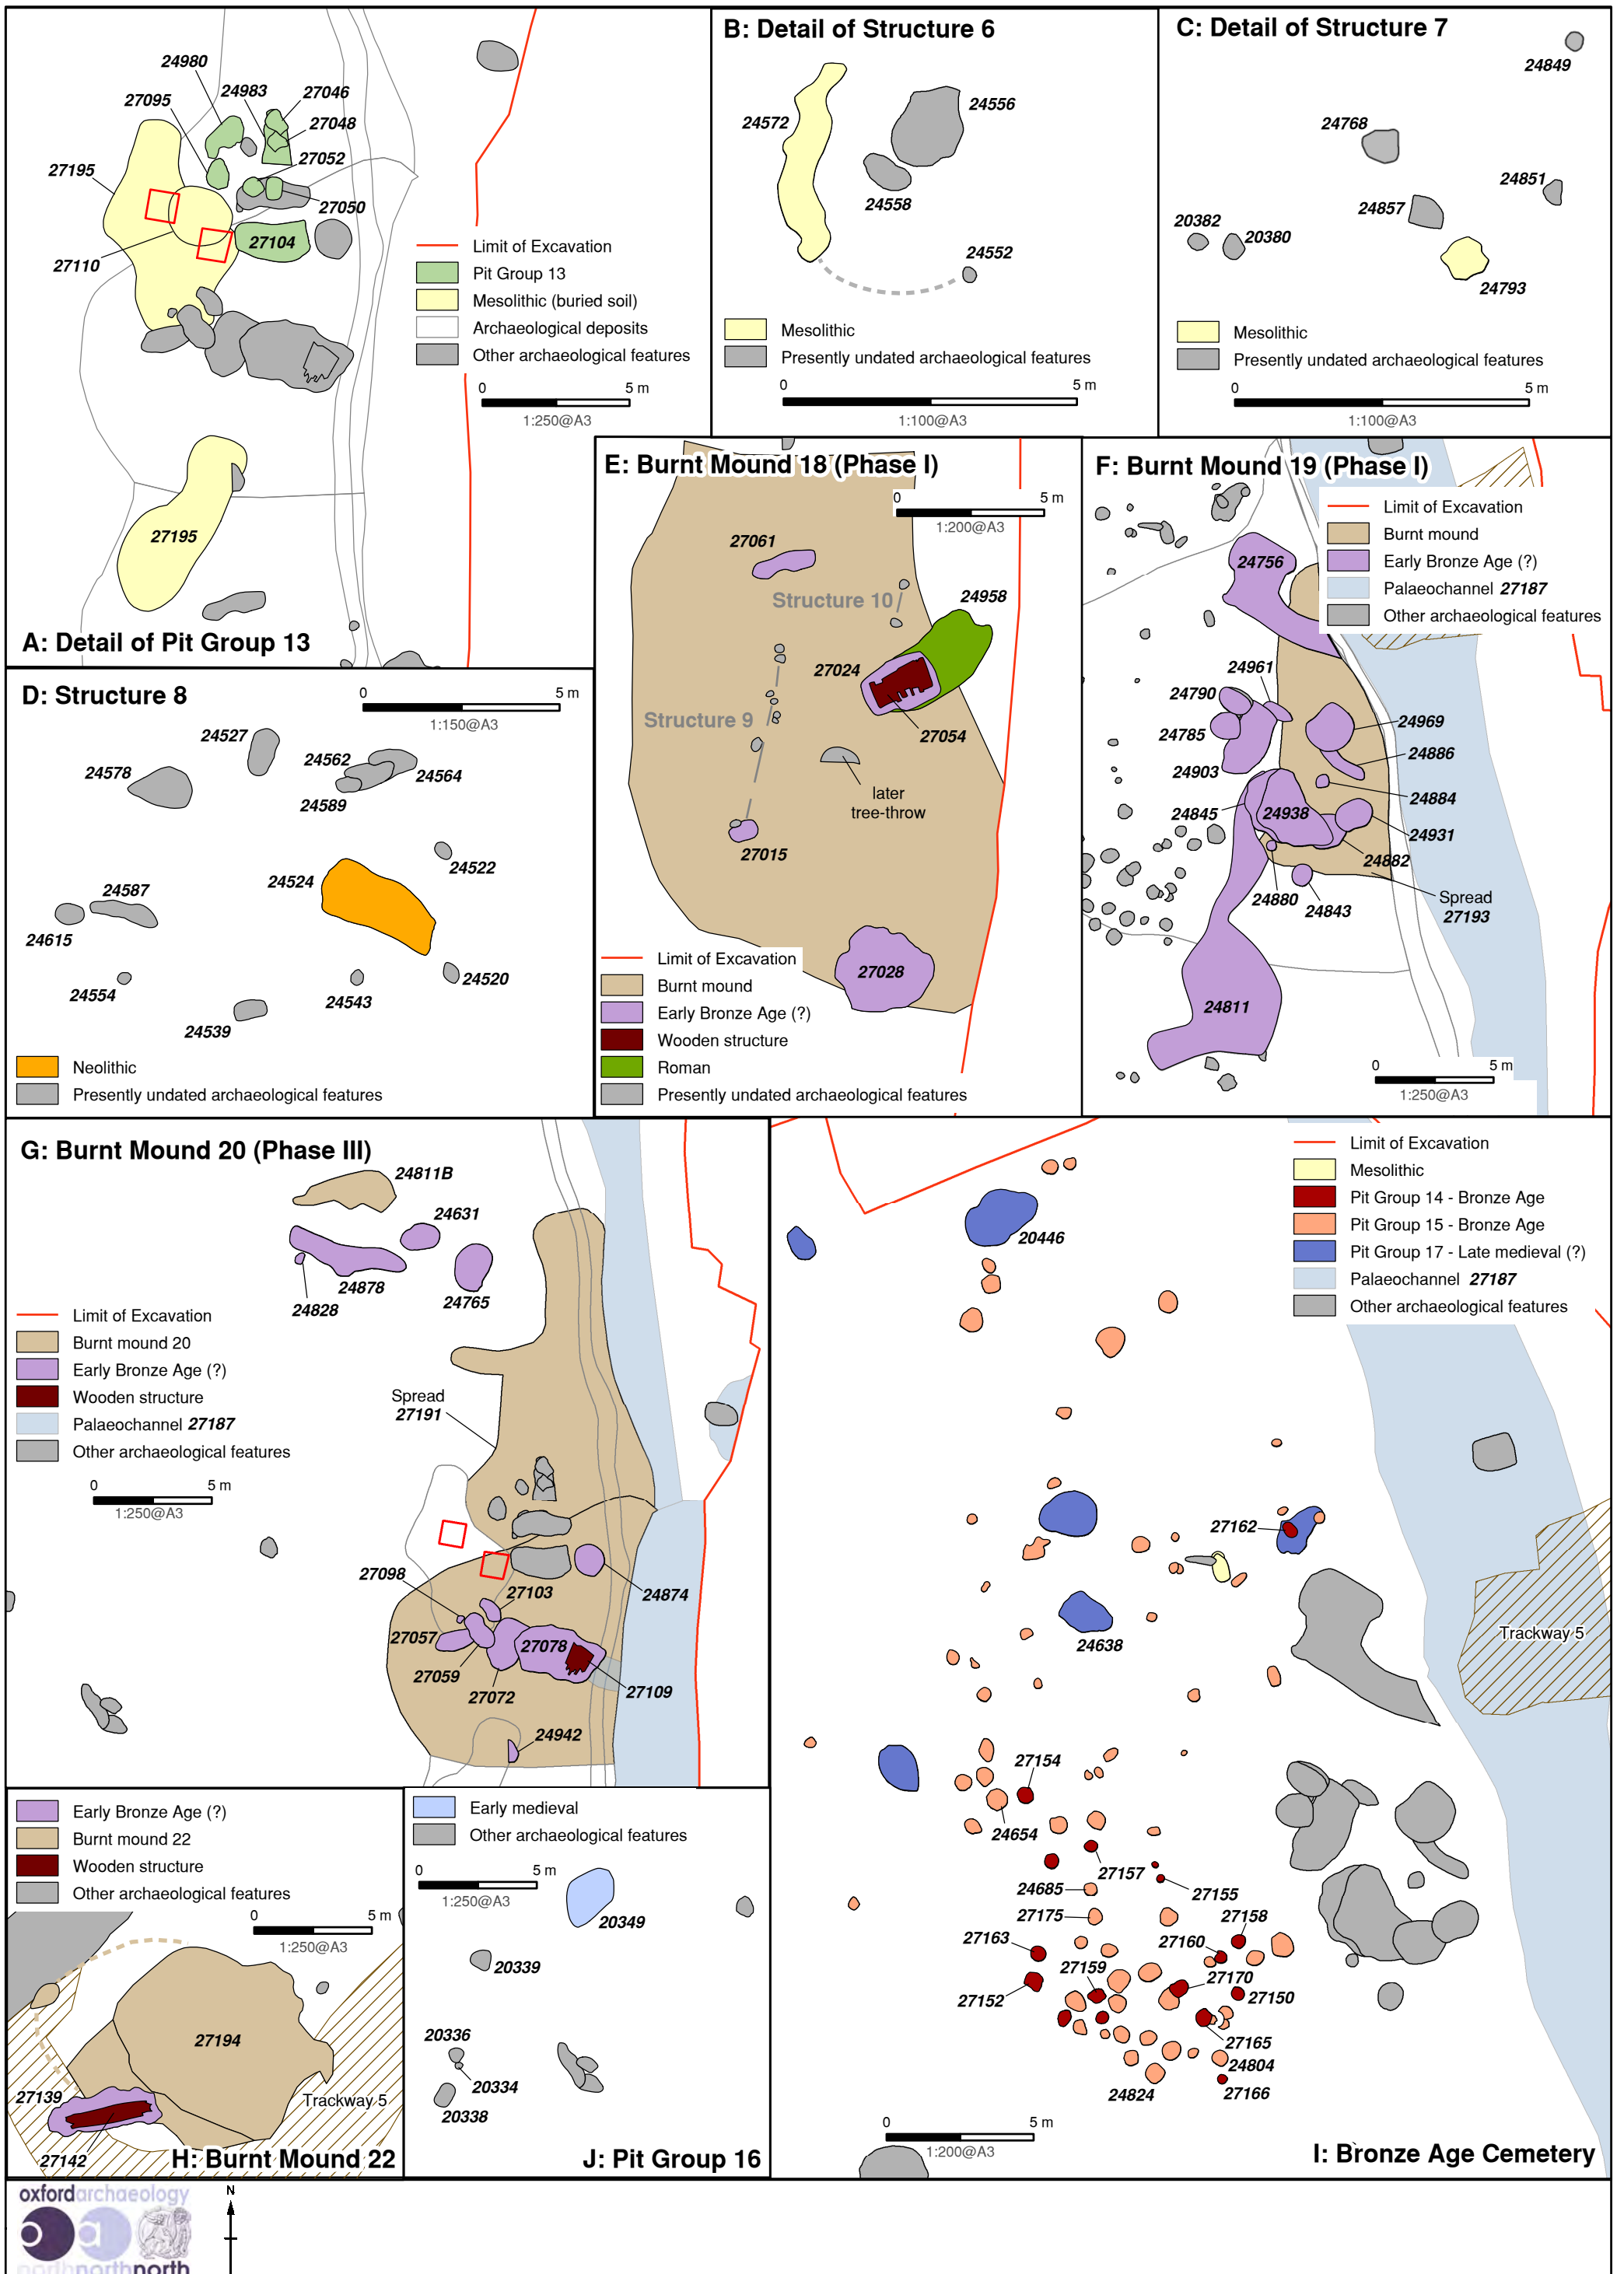 24980
27095
24983
27046
27048
27052
27195
27050
27104
27110
Limit of Excavation
Pit Group 13
Mesolithic (buried soil)
Archaeological deposits
Other archaeological features
0 5 m
1:250@A3
27195
A: Detail of Pit Group 13
B: Detail of Structure 6
24572
24556
24558
24552
Mesolithic
Presently undated archaeological features
0 5 m
1:100@A3
C: Detail of Structure 7
24849
24768
24851
24857
20382
20380
24793
Mesolithic
Presently undated archaeological features
0 5 m
1:100@A3
D: Structure 8
0 5 m
1:150@A3
24527
24578
24562
24564
24589
24522
24524
24587
24615
24520
24554
24543
24539
Neolithic
Presently undated archaeological features
E: Burnt Mound 18 (Phase I)
0 5 m
1:200@A3
27061
Structure 10
24958
27024
Structure 9
27054
later
tree-throw
27015
27028
Limit of Excavation
Burnt mound
Early Bronze Age (?)
Wooden structure
Roman
Presently undated archaeological features
F: Burnt Mound 19 (Phase I)
Limit of Excavation
Burnt mound
Early Bronze Age (?)
Palaeochannel 27187
Other archaeological features
24756
24961
24790
24785
24969
24903
24886
24884
24845
24938
24931
24882
24880
24843
Spread
27193
24811
0 5 m
1:250@A3
G: Burnt Mound 20 (Phase III)
24811B
24631
24878
24828
24765
Limit of Excavation
Burnt mound 20
Early Bronze Age (?)
Wooden structure
Palaeochannel 27187
Other archaeological features
0 5 m
1:250@A3
Spread
27191
27098
27103
24874
27057
27078
27059
27072
27109
24942
Early Bronze Age (?)
Burnt mound 22
Wooden structure
Other archaeological features
0 5 m
1:250@A3
27194
27139
Trackway 5
27142
H: Burnt Mound 22
Early medieval
Other archaeological features
0 5 m
1:250@A3
20349
20339
20336
20334
20338
J: Pit Group 16
Limit of Excavation
Mesolithic
Pit Group 14 - Bronze Age
Pit Group 15 - Bronze Age
Pit Group 17 - Late medieval (?)
Palaeochannel 27187
Other archaeological features
20446
27162
24638
Trackway 5
27154
24654
27157
24685
27155
27175
27158
27163
27160
27159
27170
27152
27150
27165
24804
24824
27166
0 5 m
1:200@A3
I: Bronze Age Cemetery
oxfordarchaeology
northnorthnorth
N